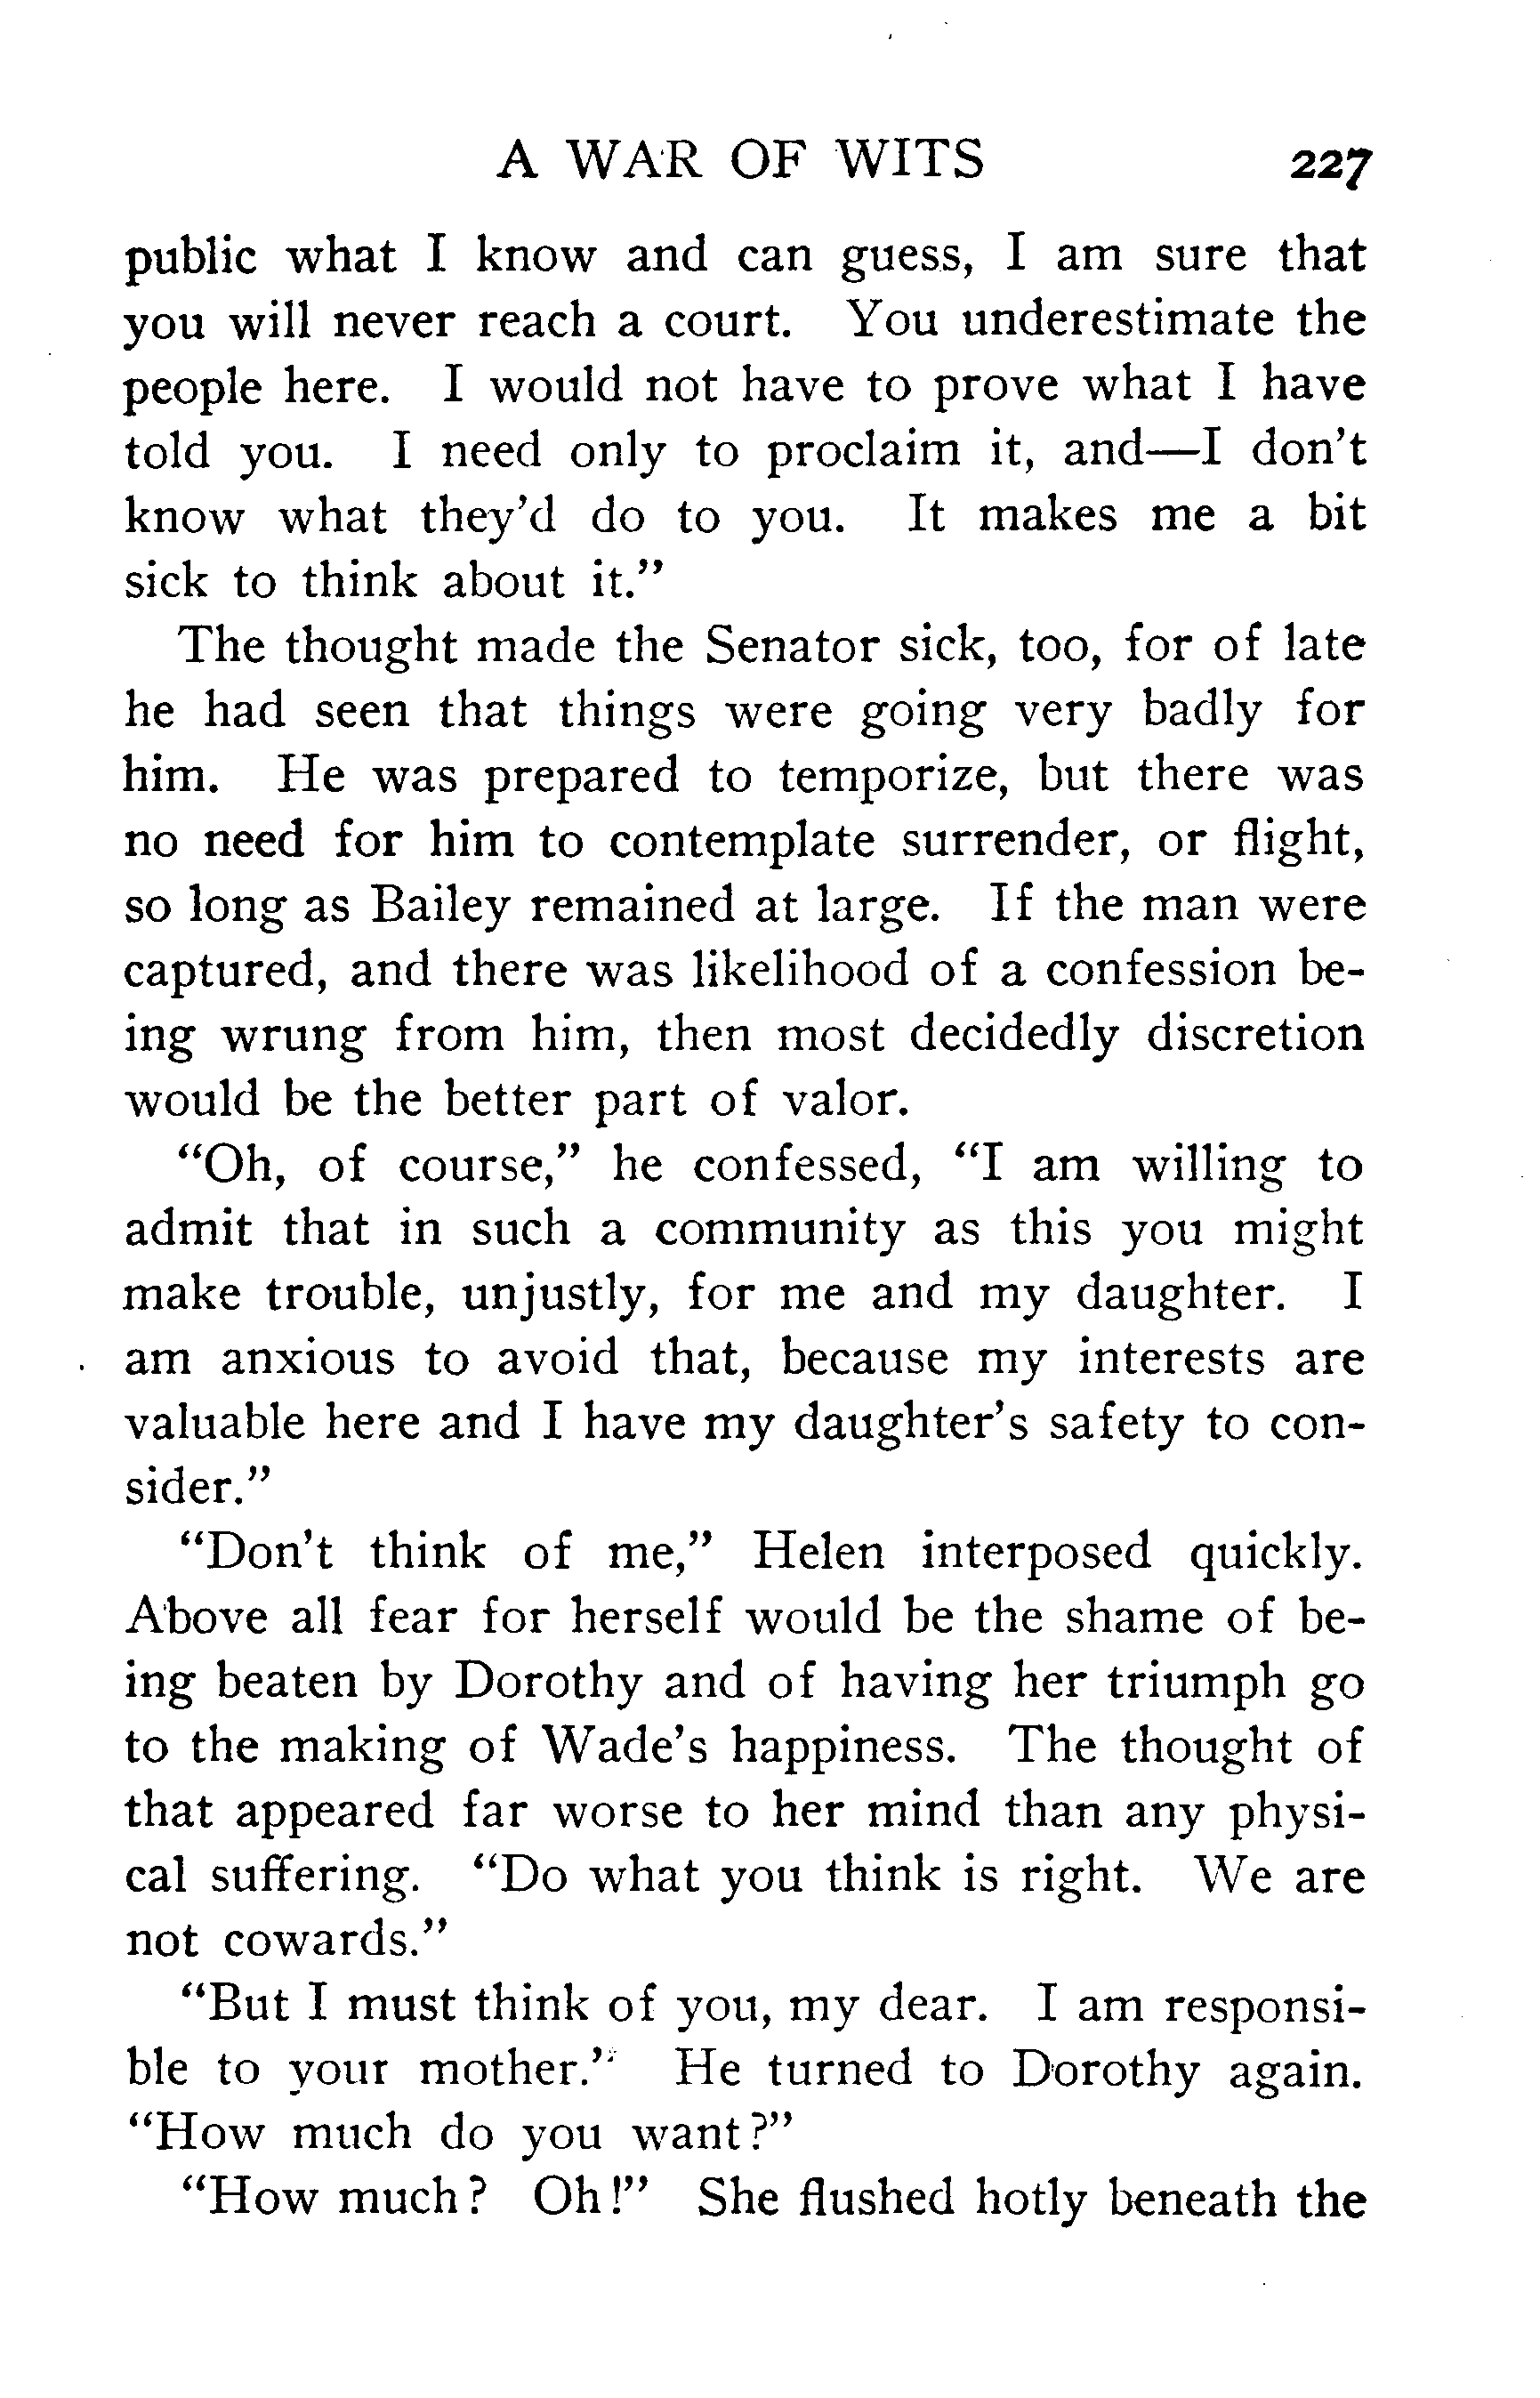 A WAR OF WITS 227
public what I know and can guess, I am sure that
you will never reach a court. You underestimate the
people here. I would not have to prove what I have
told you. I need only to proclaim it, and—I don't
know what they'd do to you. It makes me a bit
sick to think about it."
The thought made the Senator sick, too, for of late
he had seen that things were going very badly for
him. He was prepared to temporize, but there was
no need for him to contemplate surrender, or flight,
so long as Bailey remained at large. If the man were
captured, and there was likelihood of a confession be-
ing wrung from him, then most decidedly discretion
would be the better part of valor.
"Oh, of course," he confessed, "I am willing to
admit that in such a community as this you might
make trouble, unjustly, for me and my daughter. I
am anxious to avoid that, because my interests are
valuable here and I have my daughter's safety to con-
sider."
"Don't think of me," Helen interposed quickly.
Above all fear for herself would be the shame of be-
ing beaten by Dorothy and of having her triumph go
to the making of Wade's happiness. The thought of
that appeared far worse to her mind than any physi-
cal suffering. "Do what you think is right. We are
not cowards."
"But I must think of you, my dear. I am responsi-
ble to your mother." He turned to Dorothy again.
"How much do you want?"
"How much? Oh!" She flushed hotly beneath the